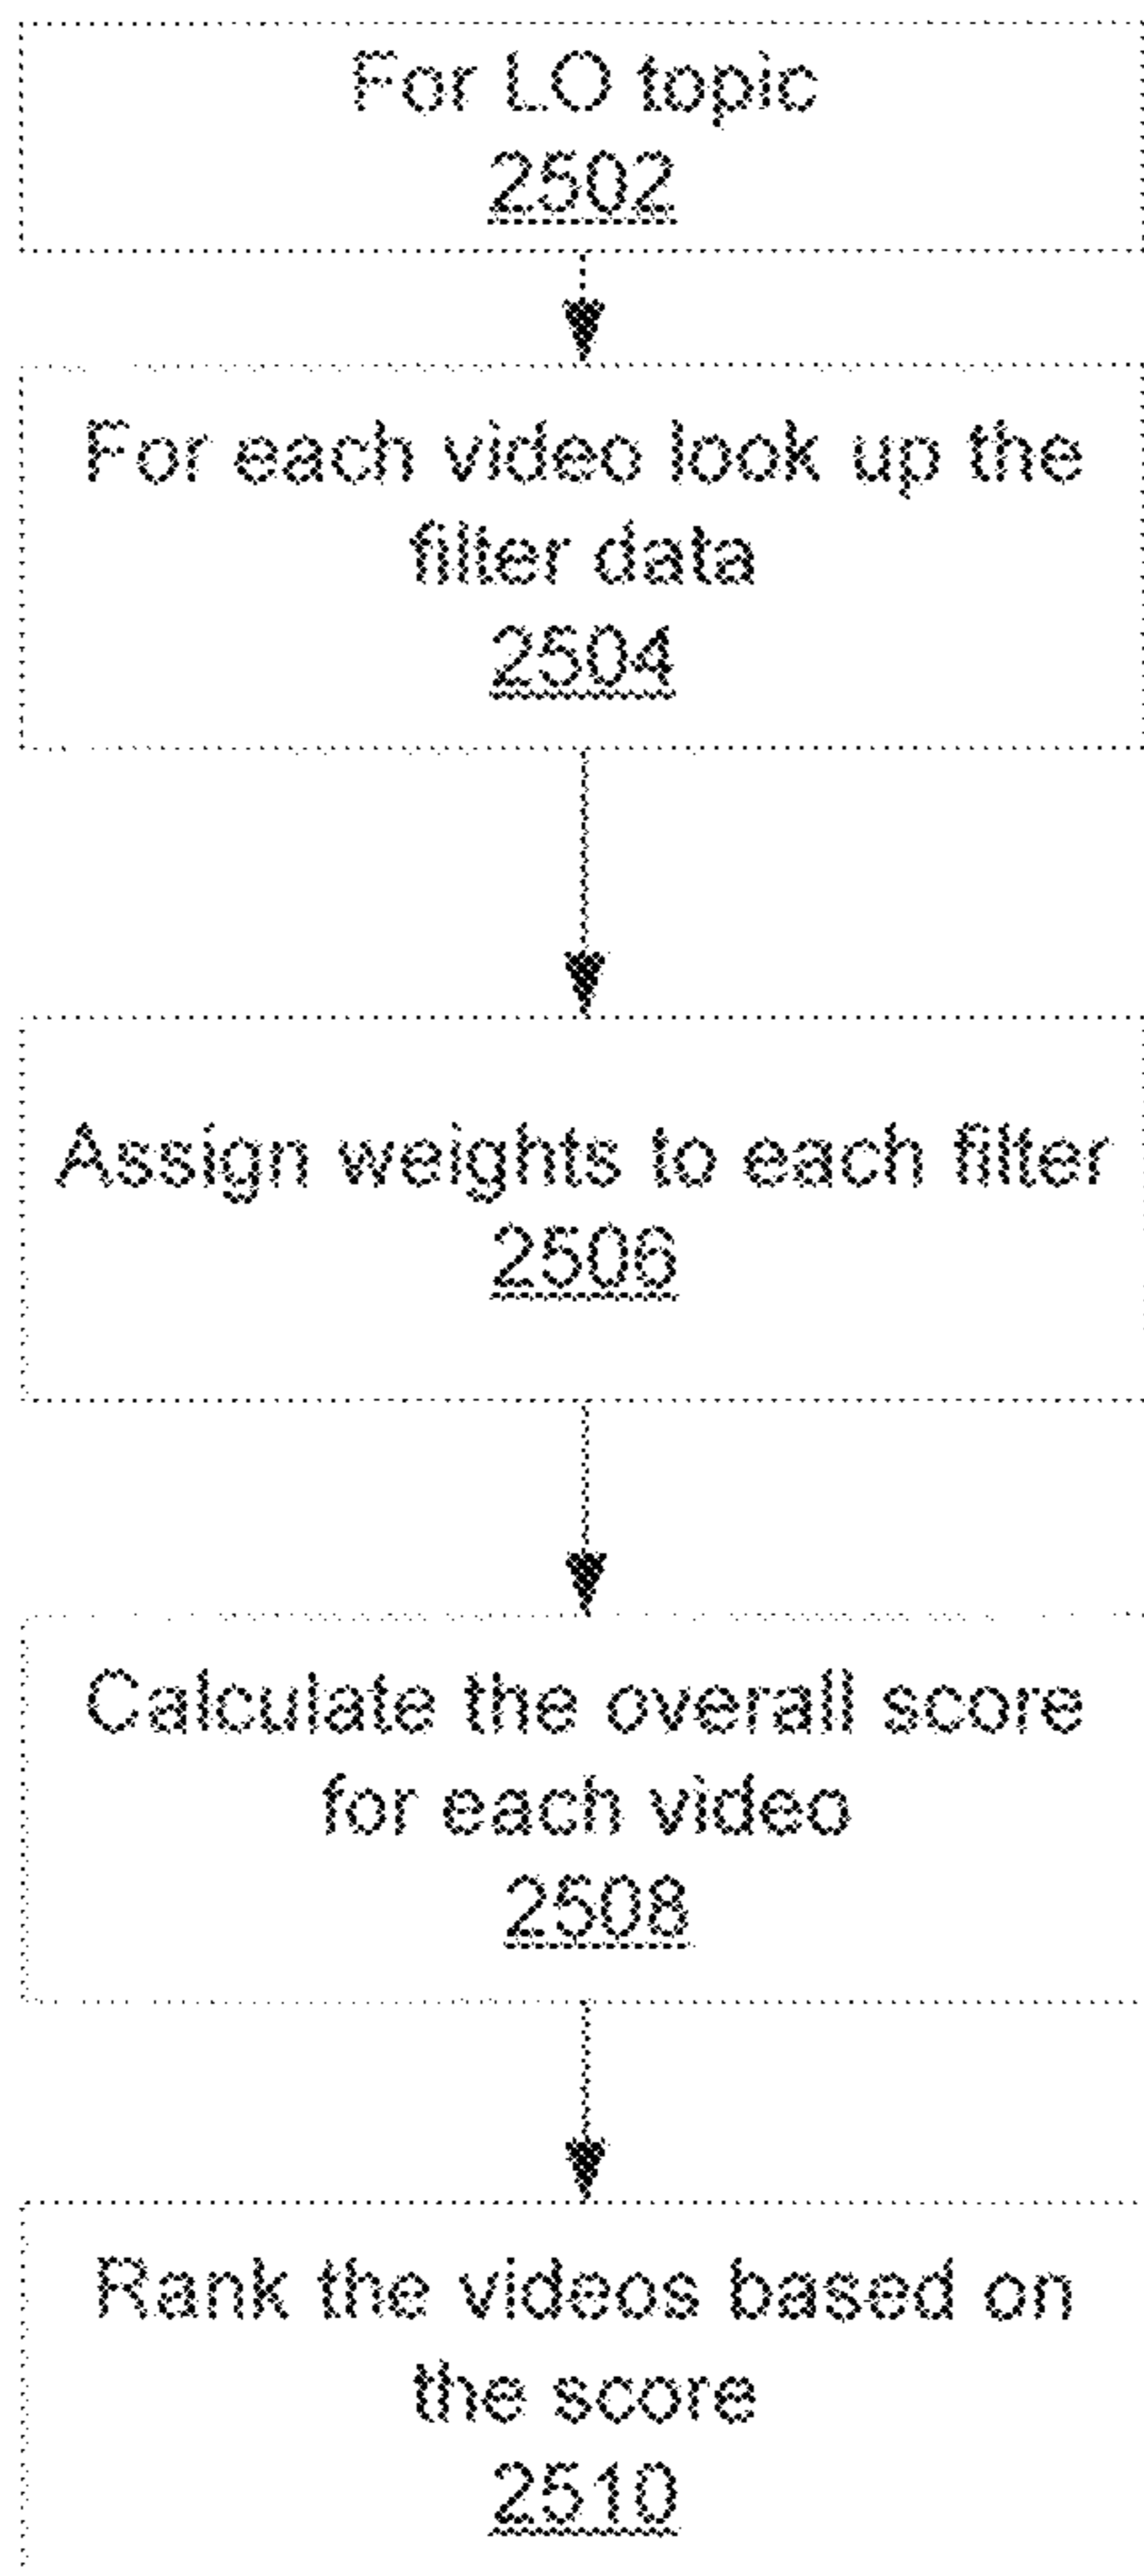 For LO topic
2502
For each video look up the
filter data
2504
Assign weights to each filter
2506
Calculate the overall score
for each video
2508
Rank the videos based on
the score
2510